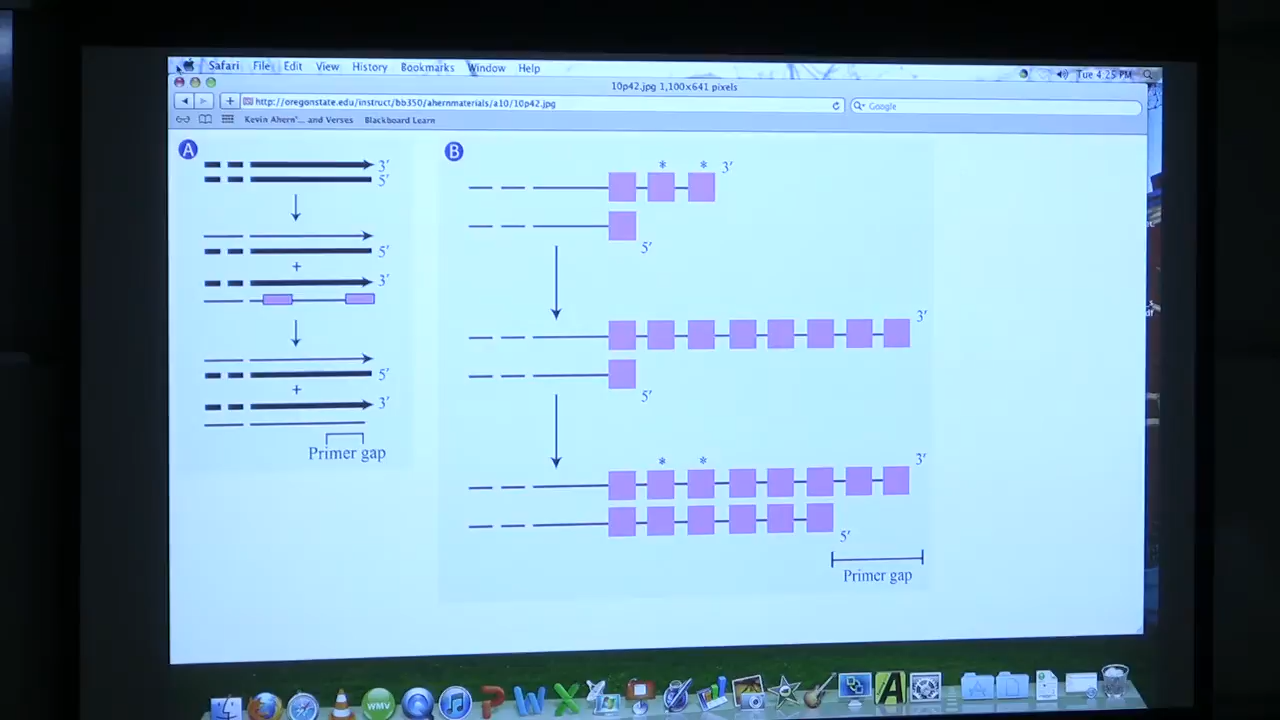 Safari File Edit View History Bookmarks Window Help Tue 4:25 PM
10p42.jpg 1,100x641 pixels
http://oregonstate.edu/instruct/bb350/ahernmaterials/a10/10p42.jpg Google
Kevin Ahern'... and Verses Blackboard Learn
A
3′
5′
5′
+
3′
5′
+
3′
Primer gap
B
* * 3′
5′
3′
5′
* * 3′
5′
Primer gap
WMV P W X A